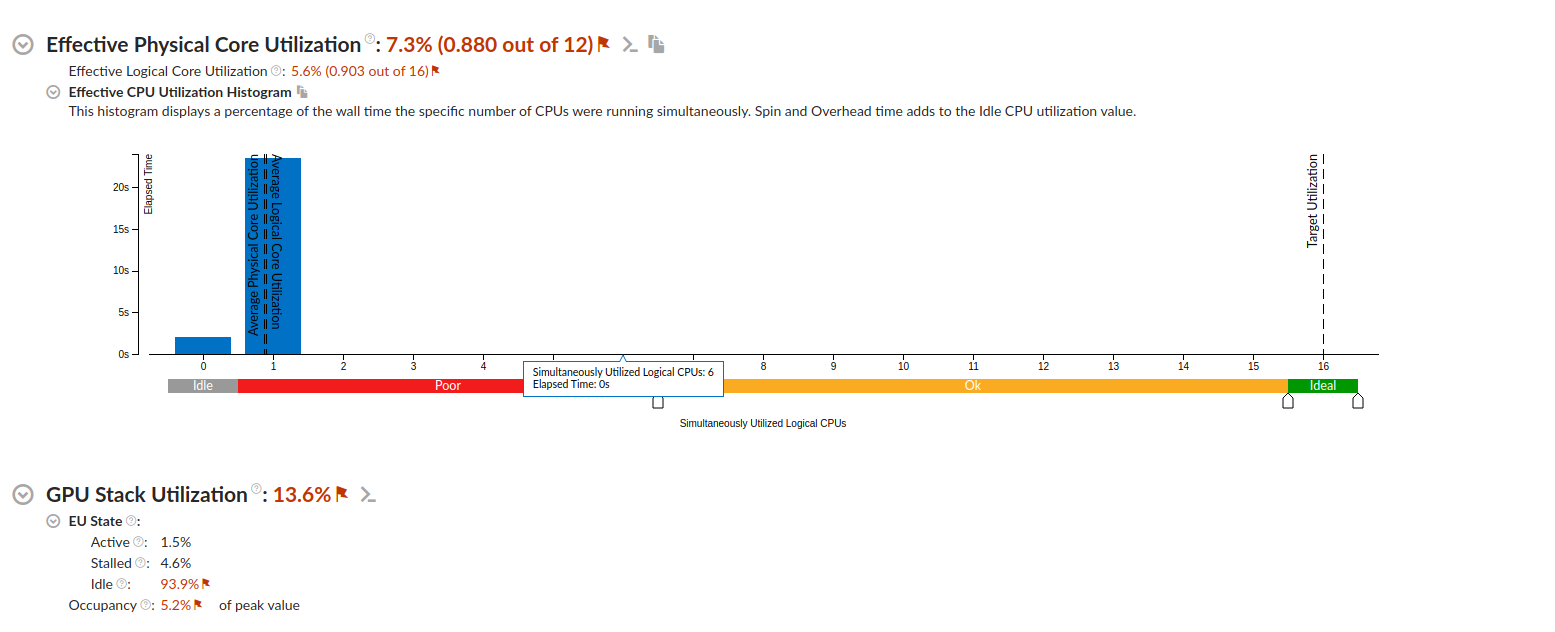 Effective Physical Core Utilization ?: 7.3% (0.880 out of 12)
Effective Logical Core Utilization ?: 5.6% (0.903 out of 16)
Effective CPU Utilization Histogram
This histogram displays a percentage of the wall time the specific number of CPUs were running simultaneously. Spin and Overhead time adds to the Idle CPU utilization value.
Elapsed Time
20s
15s
10s
5s
0s
Average Physical Core Utilization
Average Logical Core Utilization
Target Utilization
0 1 2 3 4 8 9 10 11 12 13 14 15 16
Simultaneously Utilized Logical CPUs: 6
Elapsed Time: 0s
Idle Poor Ok Ideal
Simultaneously Utilized Logical CPUs
GPU Stack Utilization ?: 13.6%
EU State ?:
Active ?: 1.5%
Stalled ?: 4.6%
Idle ?: 93.9%
Occupancy ?: 5.2% of peak value